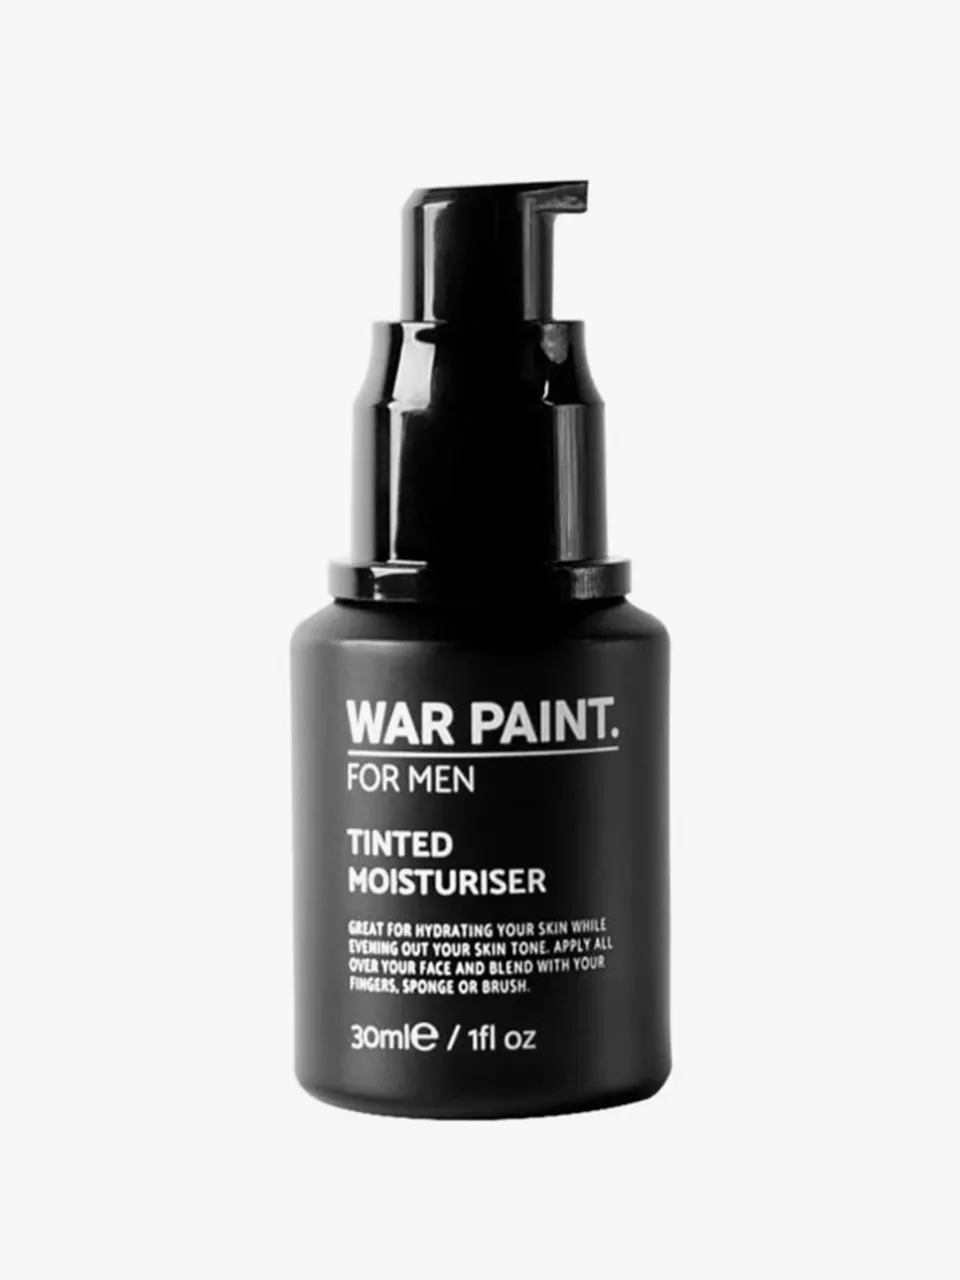 WAR PAINT.
FOR MEN
TINTED
MOISTURISER
GREAT FOR HYDRATING YOUR SKIN WHILE
EVENING OUT YOUR SKIN TONE. APPLY ALL
OVER YOUR FACE AND BLEND WITH YOUR
FINGERS, SPONGE OR BRUSH.
30ml℮ / 1fl oz